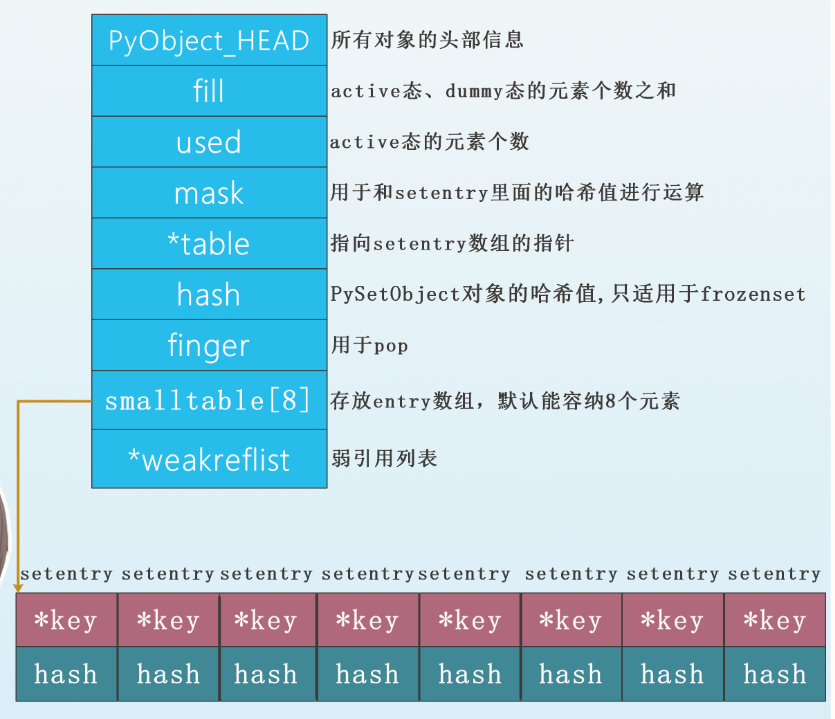 PyObject_HEAD 所有对象的头部信息
fill active态、dummy态的元素个数之和
used active态的元素个数
mask 用于和setentry里面的哈希值进行运算
*table 指向setentry数组的指针
hash PySetObject对象的哈希值,只适用于frozenset
finger 用于pop
smalltable[8] 存放entry数组，默认能容纳8个元素
*weakreflist 弱引用列表
setentry setentry setentry setentry setentry setentry setentry setentry
*key *key *key *key *key *key *key *key
hash hash hash hash hash hash hash hash